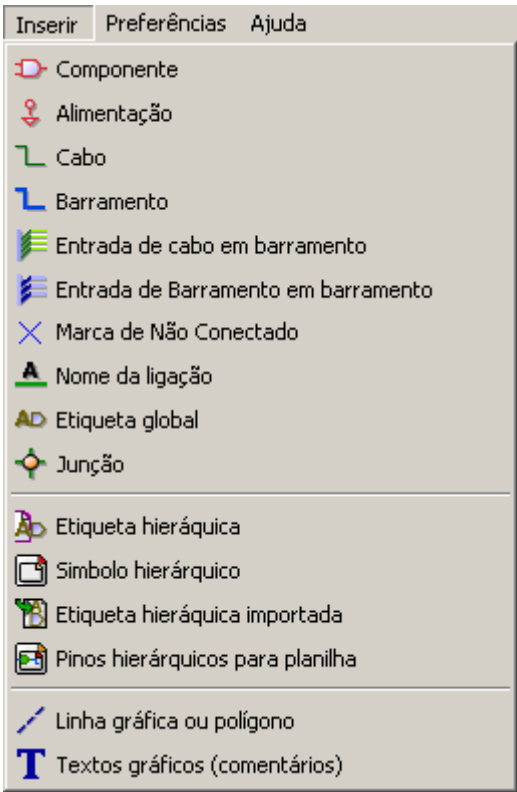 Inserir Preferências Ajuda
Componente
Alimentação
Cabo
Barramento
Entrada de cabo em barramento
Entrada de Barramento em barramento
Marca de Não Conectado
A Nome da ligação
Etiqueta global
Junção
Etiqueta hieráquica
Simbolo hierárquico
Etiqueta hieráquica importada
Pinos hierárquicos para planilha
Linha gráfica ou polígono
T Textos gráficos (comentários)